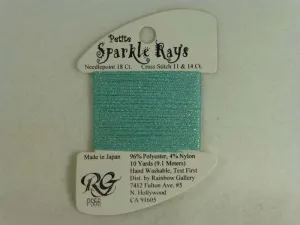 Petite
Sparkle Rays
Needlepoint 18 Ct. Cross Stitch 11 & 14 Ct.
Made in Japan
96% Polyester, 4% Nylon
10 Yards (9.1 Meters)
Hand Washable, Test First
Dist. by Rainbow Gallery
7412 Fulton Ave. #5
N. Hollywood
CA 91605
RG